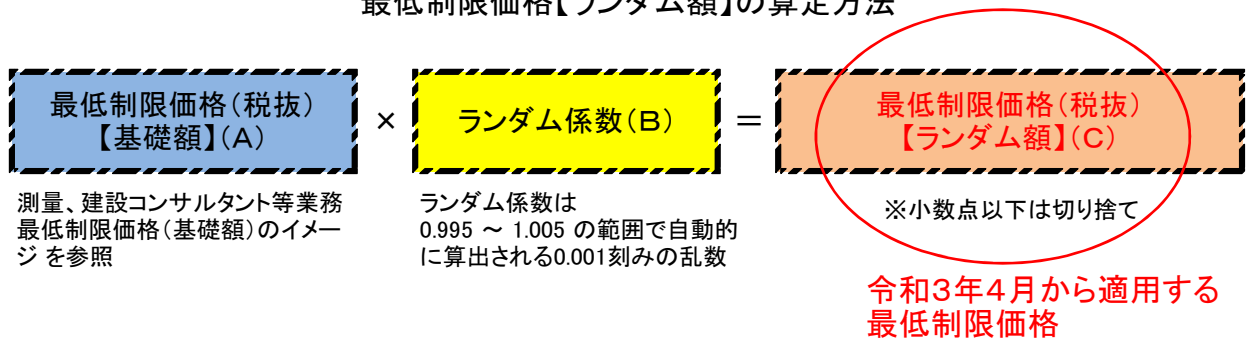 最低制限価格【ランダム額】の算定方法
最低制限価格(税抜)
【基礎額】(A)
×
ランダム係数(B)
=
最低制限価格(税抜)
【ランダム額】(C)
測量、建設コンサルタント等業務
最低制限価格(基礎額)のイメー
ジ を参照
ランダム係数は
0.995 ～ 1.005 の範囲で自動的
に算出される0.001刻みの乱数
※小数点以下は切り捨て
令和3年4月から適用する
最低制限価格